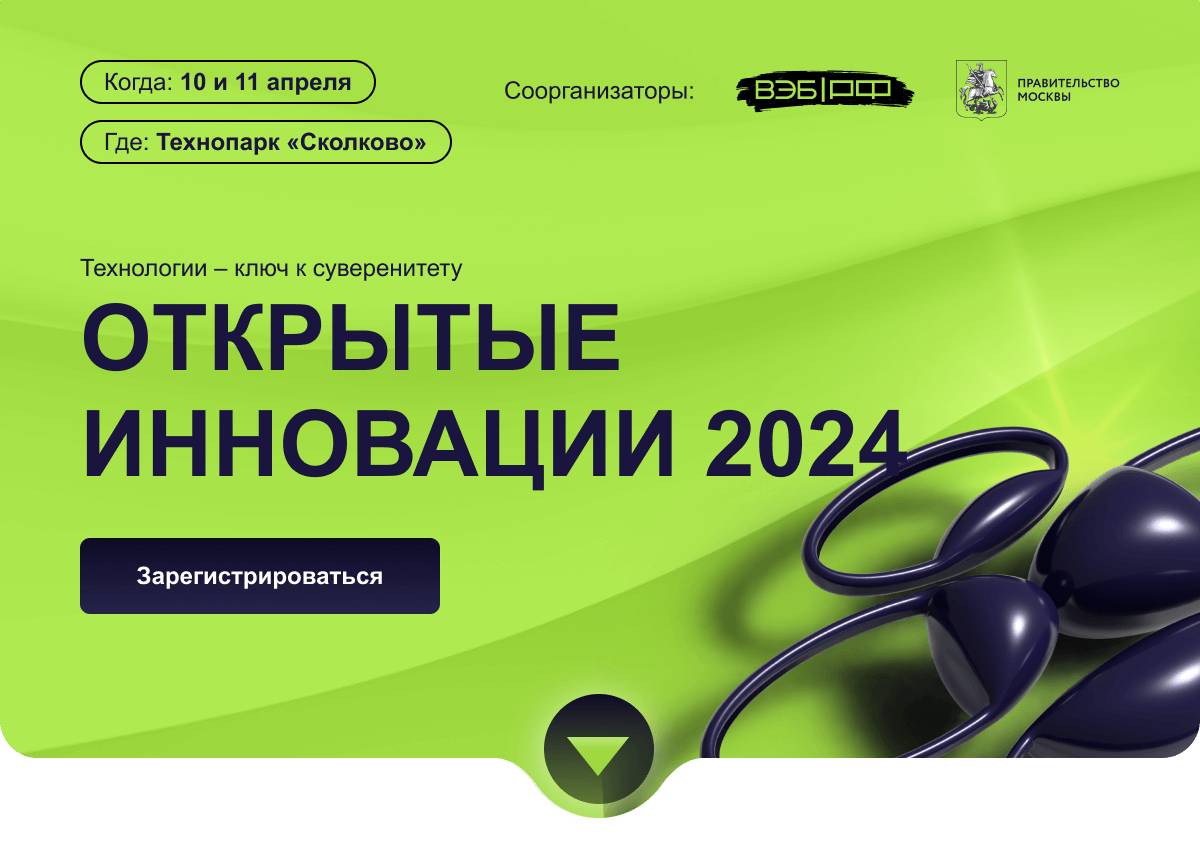 Когда: 10 и 11 апреля
Соорганизаторы:
ВЭБ|РФ
ПРАВИТЕЛЬСТВО
МОСКВЫ
Где: Технопарк «Сколково»
Технологии – ключ к суверенитету
ОТКРЫТЫЕ
ИННОВАЦИИ 2024
Зарегистрироваться